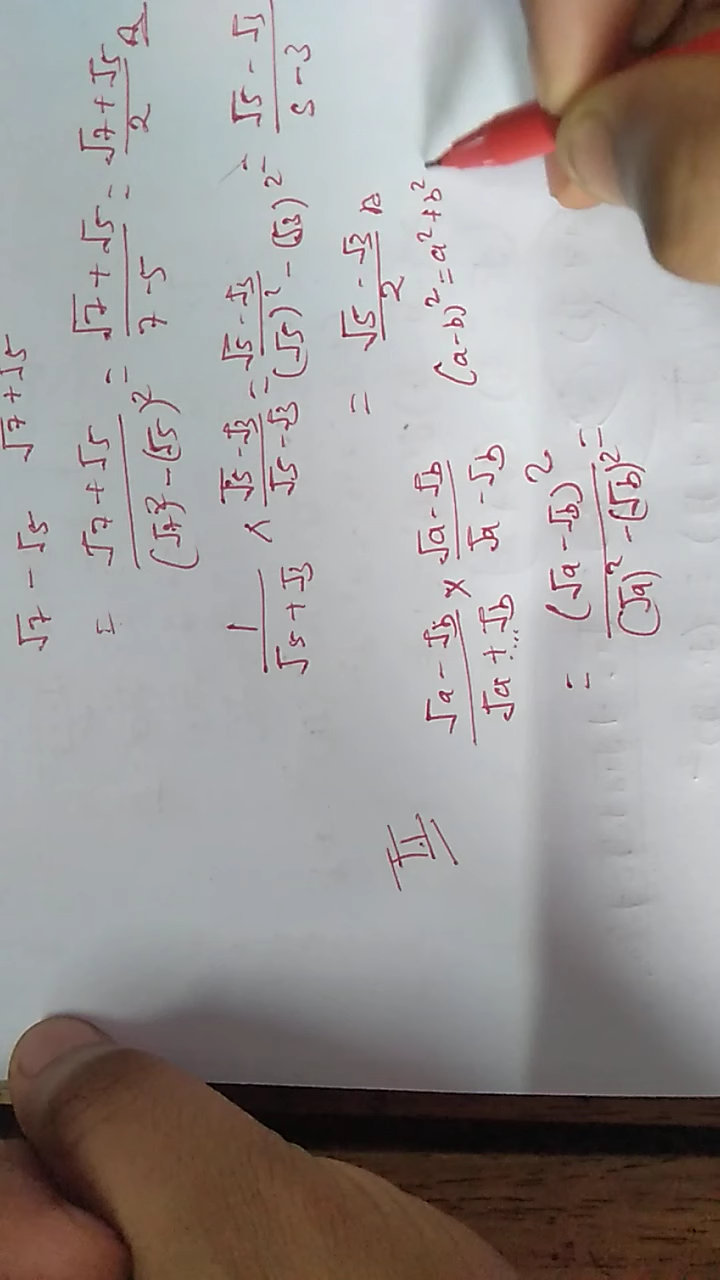 √7 - √5 √7 + √5
= √7 + √5 / (√7)² - (√5)² = √7 + √5 / 7 - 5 = √7 + √5 / 2
1 / √5 + √3 × √5 - √3 / √5 - √3 = √5 - √3 / (√5)² - (√3)² = √5 - √3 / 5 - 3
= √5 - √3 / 2
II √a - √b / √a + √b × √a - √b / √a - √b (a-b)² = a² + b²
= (√a - √b)² / (√a)² - (√b)² =